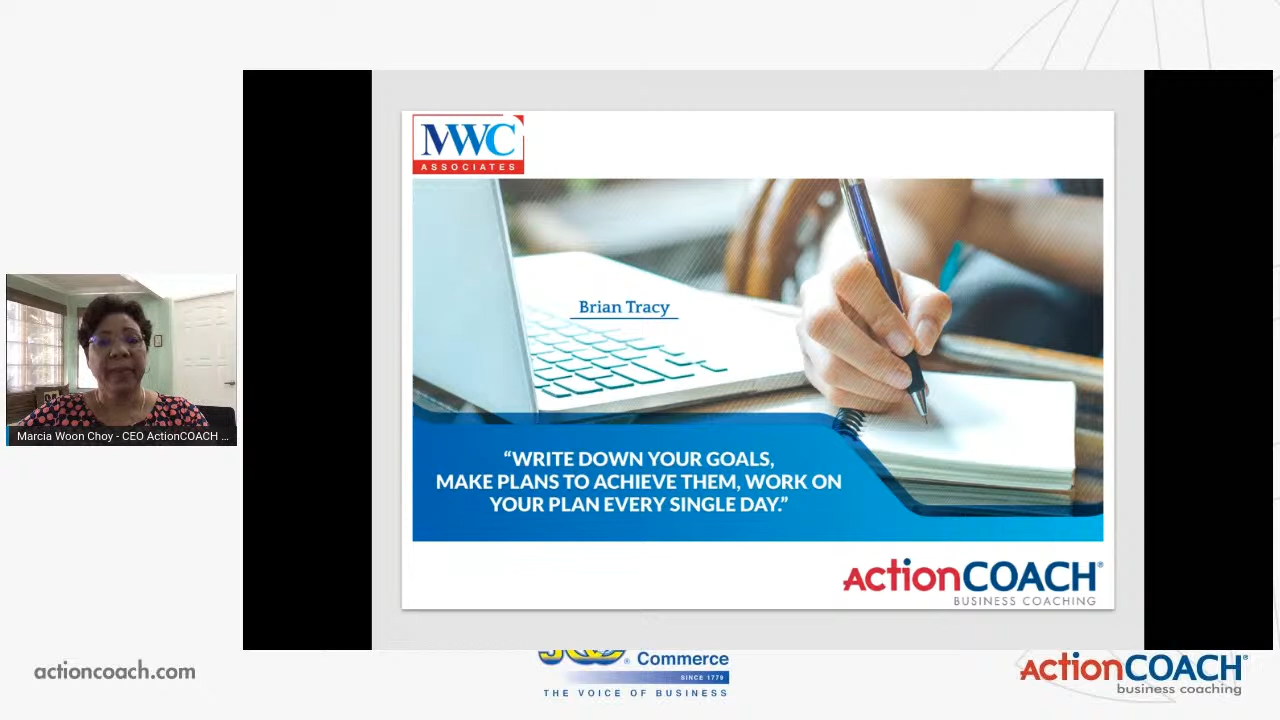 MWC
ASSOCIATES
Brian Tracy
“WRITE DOWN YOUR GOALS,
MAKE PLANS TO ACHIEVE THEM, WORK ON
YOUR PLAN EVERY SINGLE DAY.”
ActionCOACH®
BUSINESS COACHING
Marcia Woon Choy - CEO ActionCOACH ...
actioncoach.com
® Commerce
SINCE 1779
THE VOICE OF BUSINESS
ActionCOACH®
business coaching